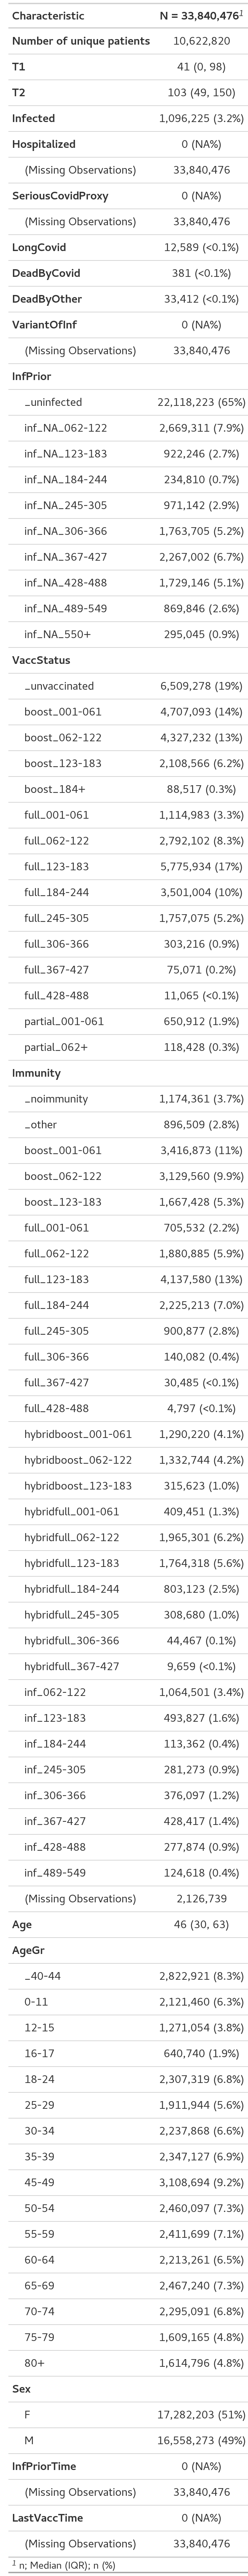 Characteristic N = 33,840,476¹
Number of unique patients 10,622,820
T1 41 (0, 98)
T2 103 (49, 150)
Infected 1,096,225 (3.2%)
Hospitalized 0 (NA%)
(Missing Observations) 33,840,476
SeriousCovidProxy 0 (NA%)
(Missing Observations) 33,840,476
LongCovid 12,589 (<0.1%)
DeadByCovid 381 (<0.1%)
DeadByOther 33,412 (<0.1%)
VariantOfInf 0 (NA%)
(Missing Observations) 33,840,476
InfPrior
_uninfected 22,118,223 (65%)
inf_NA_062-122 2,669,311 (7.9%)
inf_NA_123-183 922,246 (2.7%)
inf_NA_184-244 234,810 (0.7%)
inf_NA_245-305 971,142 (2.9%)
inf_NA_306-366 1,763,705 (5.2%)
inf_NA_367-427 2,267,002 (6.7%)
inf_NA_428-488 1,729,146 (5.1%)
inf_NA_489-549 869,846 (2.6%)
inf_NA_550+ 295,045 (0.9%)
VaccStatus
_unvaccinated 6,509,278 (19%)
boost_001-061 4,707,093 (14%)
boost_062-122 4,327,232 (13%)
boost_123-183 2,108,566 (6.2%)
boost_184+ 88,517 (0.3%)
full_001-061 1,114,983 (3.3%)
full_062-122 2,792,102 (8.3%)
full_123-183 5,775,934 (17%)
full_184-244 3,501,004 (10%)
full_245-305 1,757,075 (5.2%)
full_306-366 303,216 (0.9%)
full_367-427 75,071 (0.2%)
full_428-488 11,065 (<0.1%)
partial_001-061 650,912 (1.9%)
partial_062+ 118,428 (0.3%)
Immunity
_noimmunity 1,174,361 (3.7%)
_other 896,509 (2.8%)
boost_001-061 3,416,873 (11%)
boost_062-122 3,129,560 (9.9%)
boost_123-183 1,667,428 (5.3%)
full_001-061 705,532 (2.2%)
full_062-122 1,880,885 (5.9%)
full_123-183 4,137,580 (13%)
full_184-244 2,225,213 (7.0%)
full_245-305 900,877 (2.8%)
full_306-366 140,082 (0.4%)
full_367-427 30,485 (<0.1%)
full_428-488 4,797 (<0.1%)
hybridboost_001-061 1,290,220 (4.1%)
hybridboost_062-122 1,332,744 (4.2%)
hybridboost_123-183 315,623 (1.0%)
hybridfull_001-061 409,451 (1.3%)
hybridfull_062-122 1,965,301 (6.2%)
hybridfull_123-183 1,764,318 (5.6%)
hybridfull_184-244 803,123 (2.5%)
hybridfull_245-305 308,680 (1.0%)
hybridfull_306-366 44,467 (0.1%)
hybridfull_367-427 9,659 (<0.1%)
inf_062-122 1,064,501 (3.4%)
inf_123-183 493,827 (1.6%)
inf_184-244 113,362 (0.4%)
inf_245-305 281,273 (0.9%)
inf_306-366 376,097 (1.2%)
inf_367-427 428,417 (1.4%)
inf_428-488 277,874 (0.9%)
inf_489-549 124,618 (0.4%)
(Missing Observations) 2,126,739
Age 46 (30, 63)
AgeGr
_40-44 2,822,921 (8.3%)
0-11 2,121,460 (6.3%)
12-15 1,271,054 (3.8%)
16-17 640,740 (1.9%)
18-24 2,307,319 (6.8%)
25-29 1,911,944 (5.6%)
30-34 2,237,868 (6.6%)
35-39 2,347,127 (6.9%)
45-49 3,108,694 (9.2%)
50-54 2,460,097 (7.3%)
55-59 2,411,699 (7.1%)
60-64 2,213,261 (6.5%)
65-69 2,467,240 (7.3%)
70-74 2,295,091 (6.8%)
75-79 1,609,165 (4.8%)
80+ 1,614,796 (4.8%)
Sex
F 17,282,203 (51%)
M 16,558,273 (49%)
InfPriorTime 0 (NA%)
(Missing Observations) 33,840,476
LastVaccTime 0 (NA%)
(Missing Observations) 33,840,476
¹ n; Median (IQR); n (%)